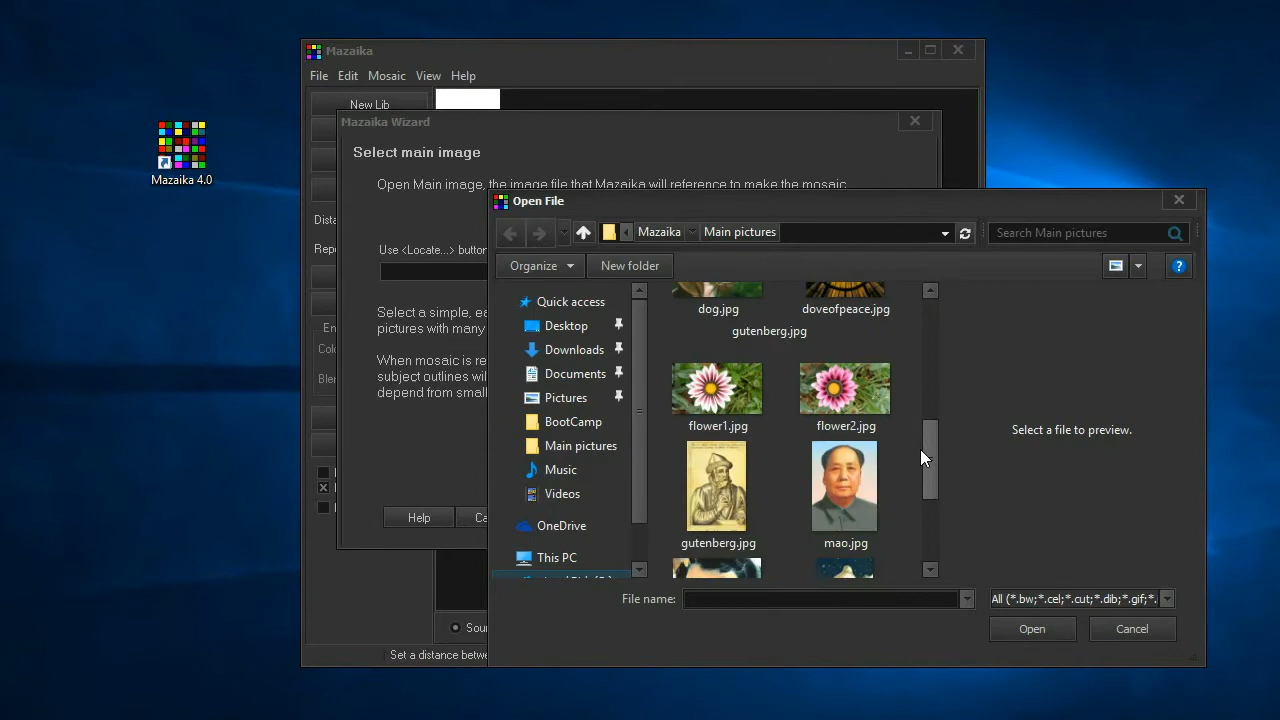 Mazaika
File Edit Mosaic View Help
New Lib
Mazaika Wizard
Select main image
Mazaika 4.0
Open Main image, the image file that Mazaika will reference to make the mosaic.
Open File
Dista
Mazaika Main pictures
Search Main pictures
Repe
Use <Locate...> button
Organize
New folder
Quick access
Desktop
Downloads
Documents
Pictures
BootCamp
Main pictures
Music
Videos
OneDrive
This PC
dog.jpg
doveofpeace.jpg
gutenberg.jpg
flower1.jpg
flower2.jpg
gutenberg.jpg
mao.jpg
Select a file to preview.
Select a simple, ea
pictures with many
En
Colo
When mosaic is re
subject outlines wil
Ble
depend from small
Help
Ca
File name:
All (*.bw;*.cel;*.cut;*.dib;*.gif;*.
Open
Cancel
Sou
Set a distance betwe